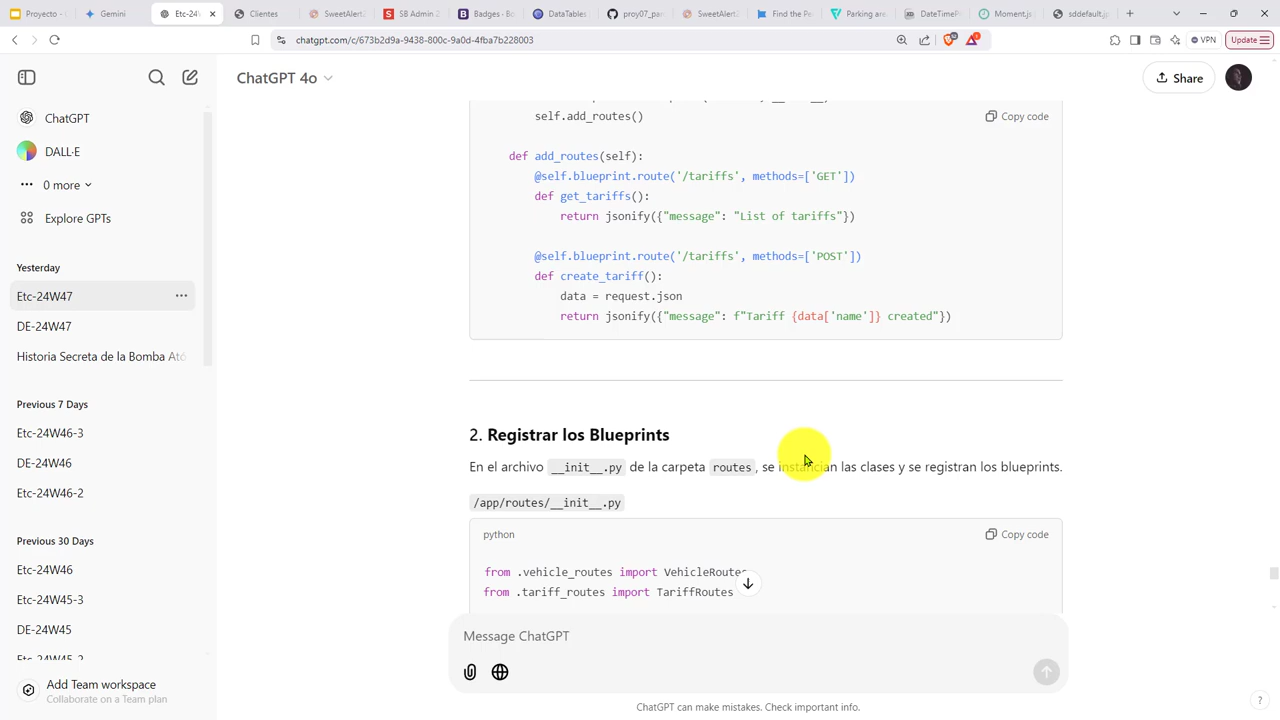 Proyecto -
Gemini
Etc-24W
Clientes
SweetAlert2
SB Admin 2
Badges - Bo
DataTables
proy07_pa
SweetAlert2
Find the Pe
Parking are
DateTimeP
Moment.js
sddefault.jp
chatgpt.com/c/673b2d9a-9438-800c-9a0d-4fba7b228003
VPN
Update
ChatGPT 4o
Share
ChatGPT
DALL·E
0 more
Explore GPTs
Yesterday
Etc-24W47
DE-24W47
Historia Secreta de la Bomba Ató
Previous 7 Days
Etc-24W46-3
DE-24W46
Etc-24W46-2
Previous 30 Days
Etc-24W46
Etc-24W45-3
DE-24W45
Etc-24W45-2
Add Team workspace
Collaborate on a Team plan
self.add_routes()
Copy code
def add_routes(self):
@self.blueprint.route('/tariffs', methods=['GET'])
def get_tariffs():
return jsonify({"message": "List of tariffs"})
@self.blueprint.route('/tariffs', methods=['POST'])
def create_tariff():
data = request.json
return jsonify({"message": f"Tariff {data['name']} created"})
2. Registrar los Blueprints
En el archivo __init__.py de la carpeta routes, se instancian las clases y se registran los blueprints.
/app/routes/__init__.py
python
Copy code
from .vehicle_routes import VehicleRoutes
from .tariff_routes import TariffRoutes
Message ChatGPT
ChatGPT can make mistakes. Check important info.
?